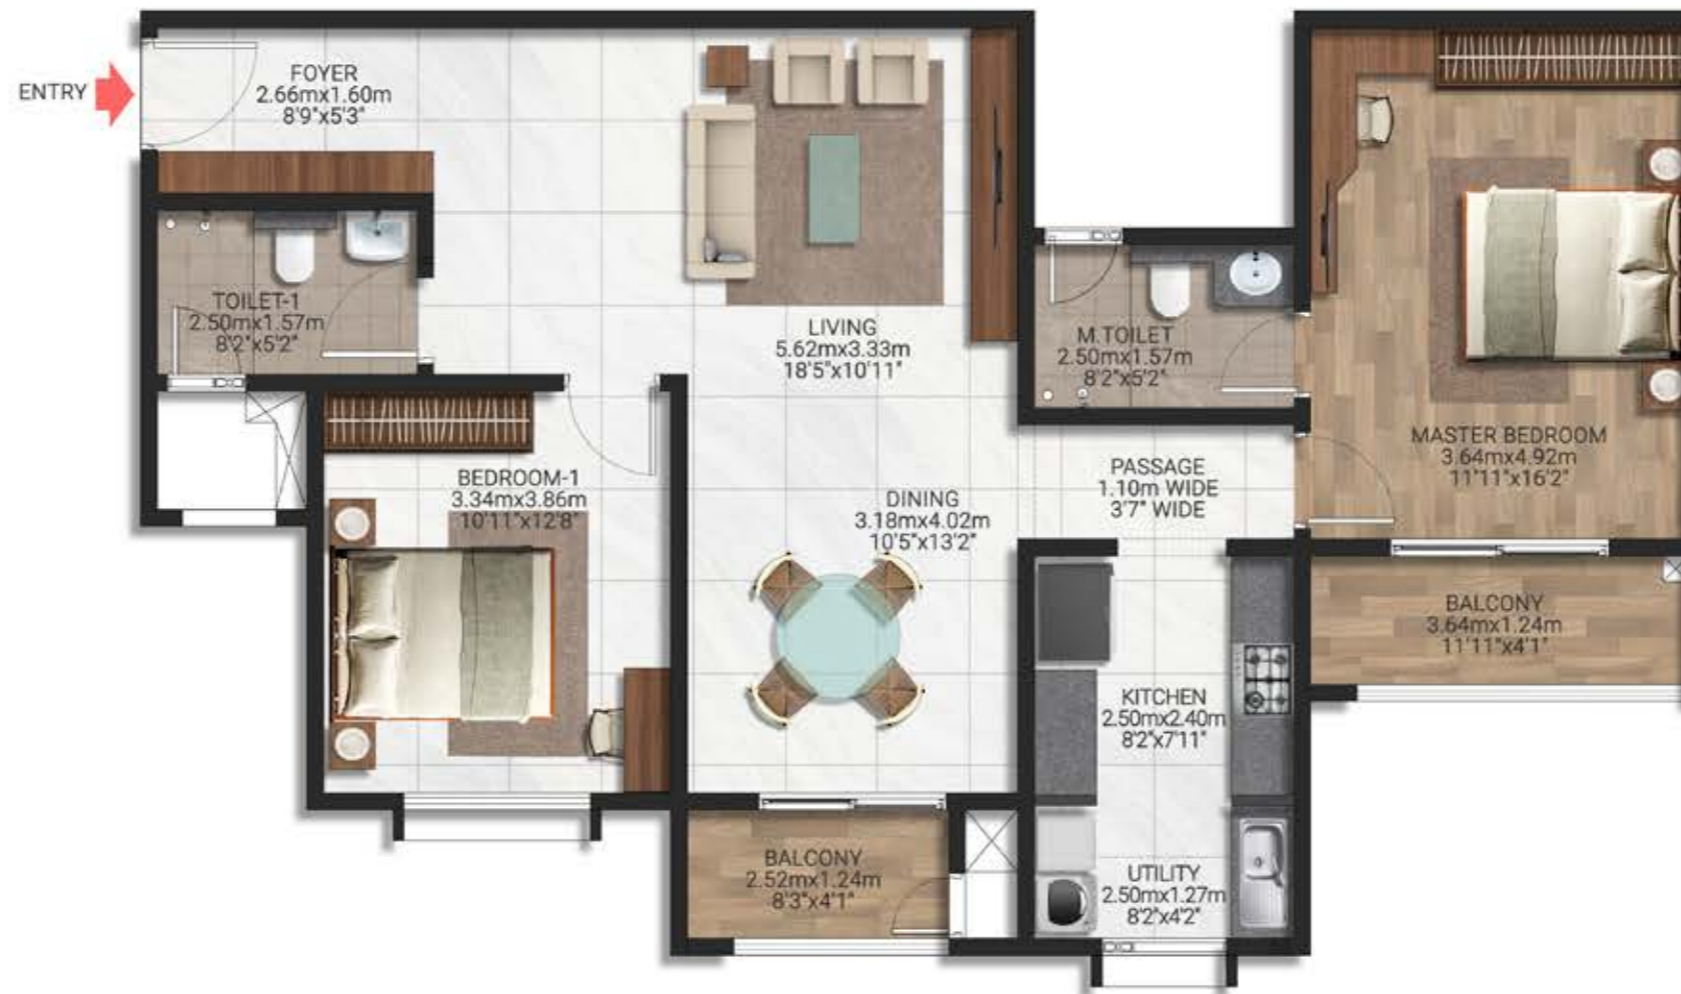 ENTRY
FOYER
2.66mx1.60m
8'9"x5'3"
TOILET-1
2.50mx1.57m
8'2"x5'2"
LIVING
5.62mx3.33m
18'5"x10'11"
M.TOILET
2.50mx1.57m
8'2"x5'2"
MASTER BEDROOM
3.64mx4.92m
11'11"x16'2"
BEDROOM-1
3.34mx3.86m
10'11"x12'8"
DINING
3.18mx4.02m
10'5"x13'2"
PASSAGE
1.10m WIDE
3'7" WIDE
BALCONY
3.64mx1.24m
11'11"x4'1"
KITCHEN
2.50mx2.40m
8'2"x7'11"
BALCONY
2.52mx1.24m
8'3"x4'1"
UTILITY
2.50mx1.27m
8'2"x4'2"